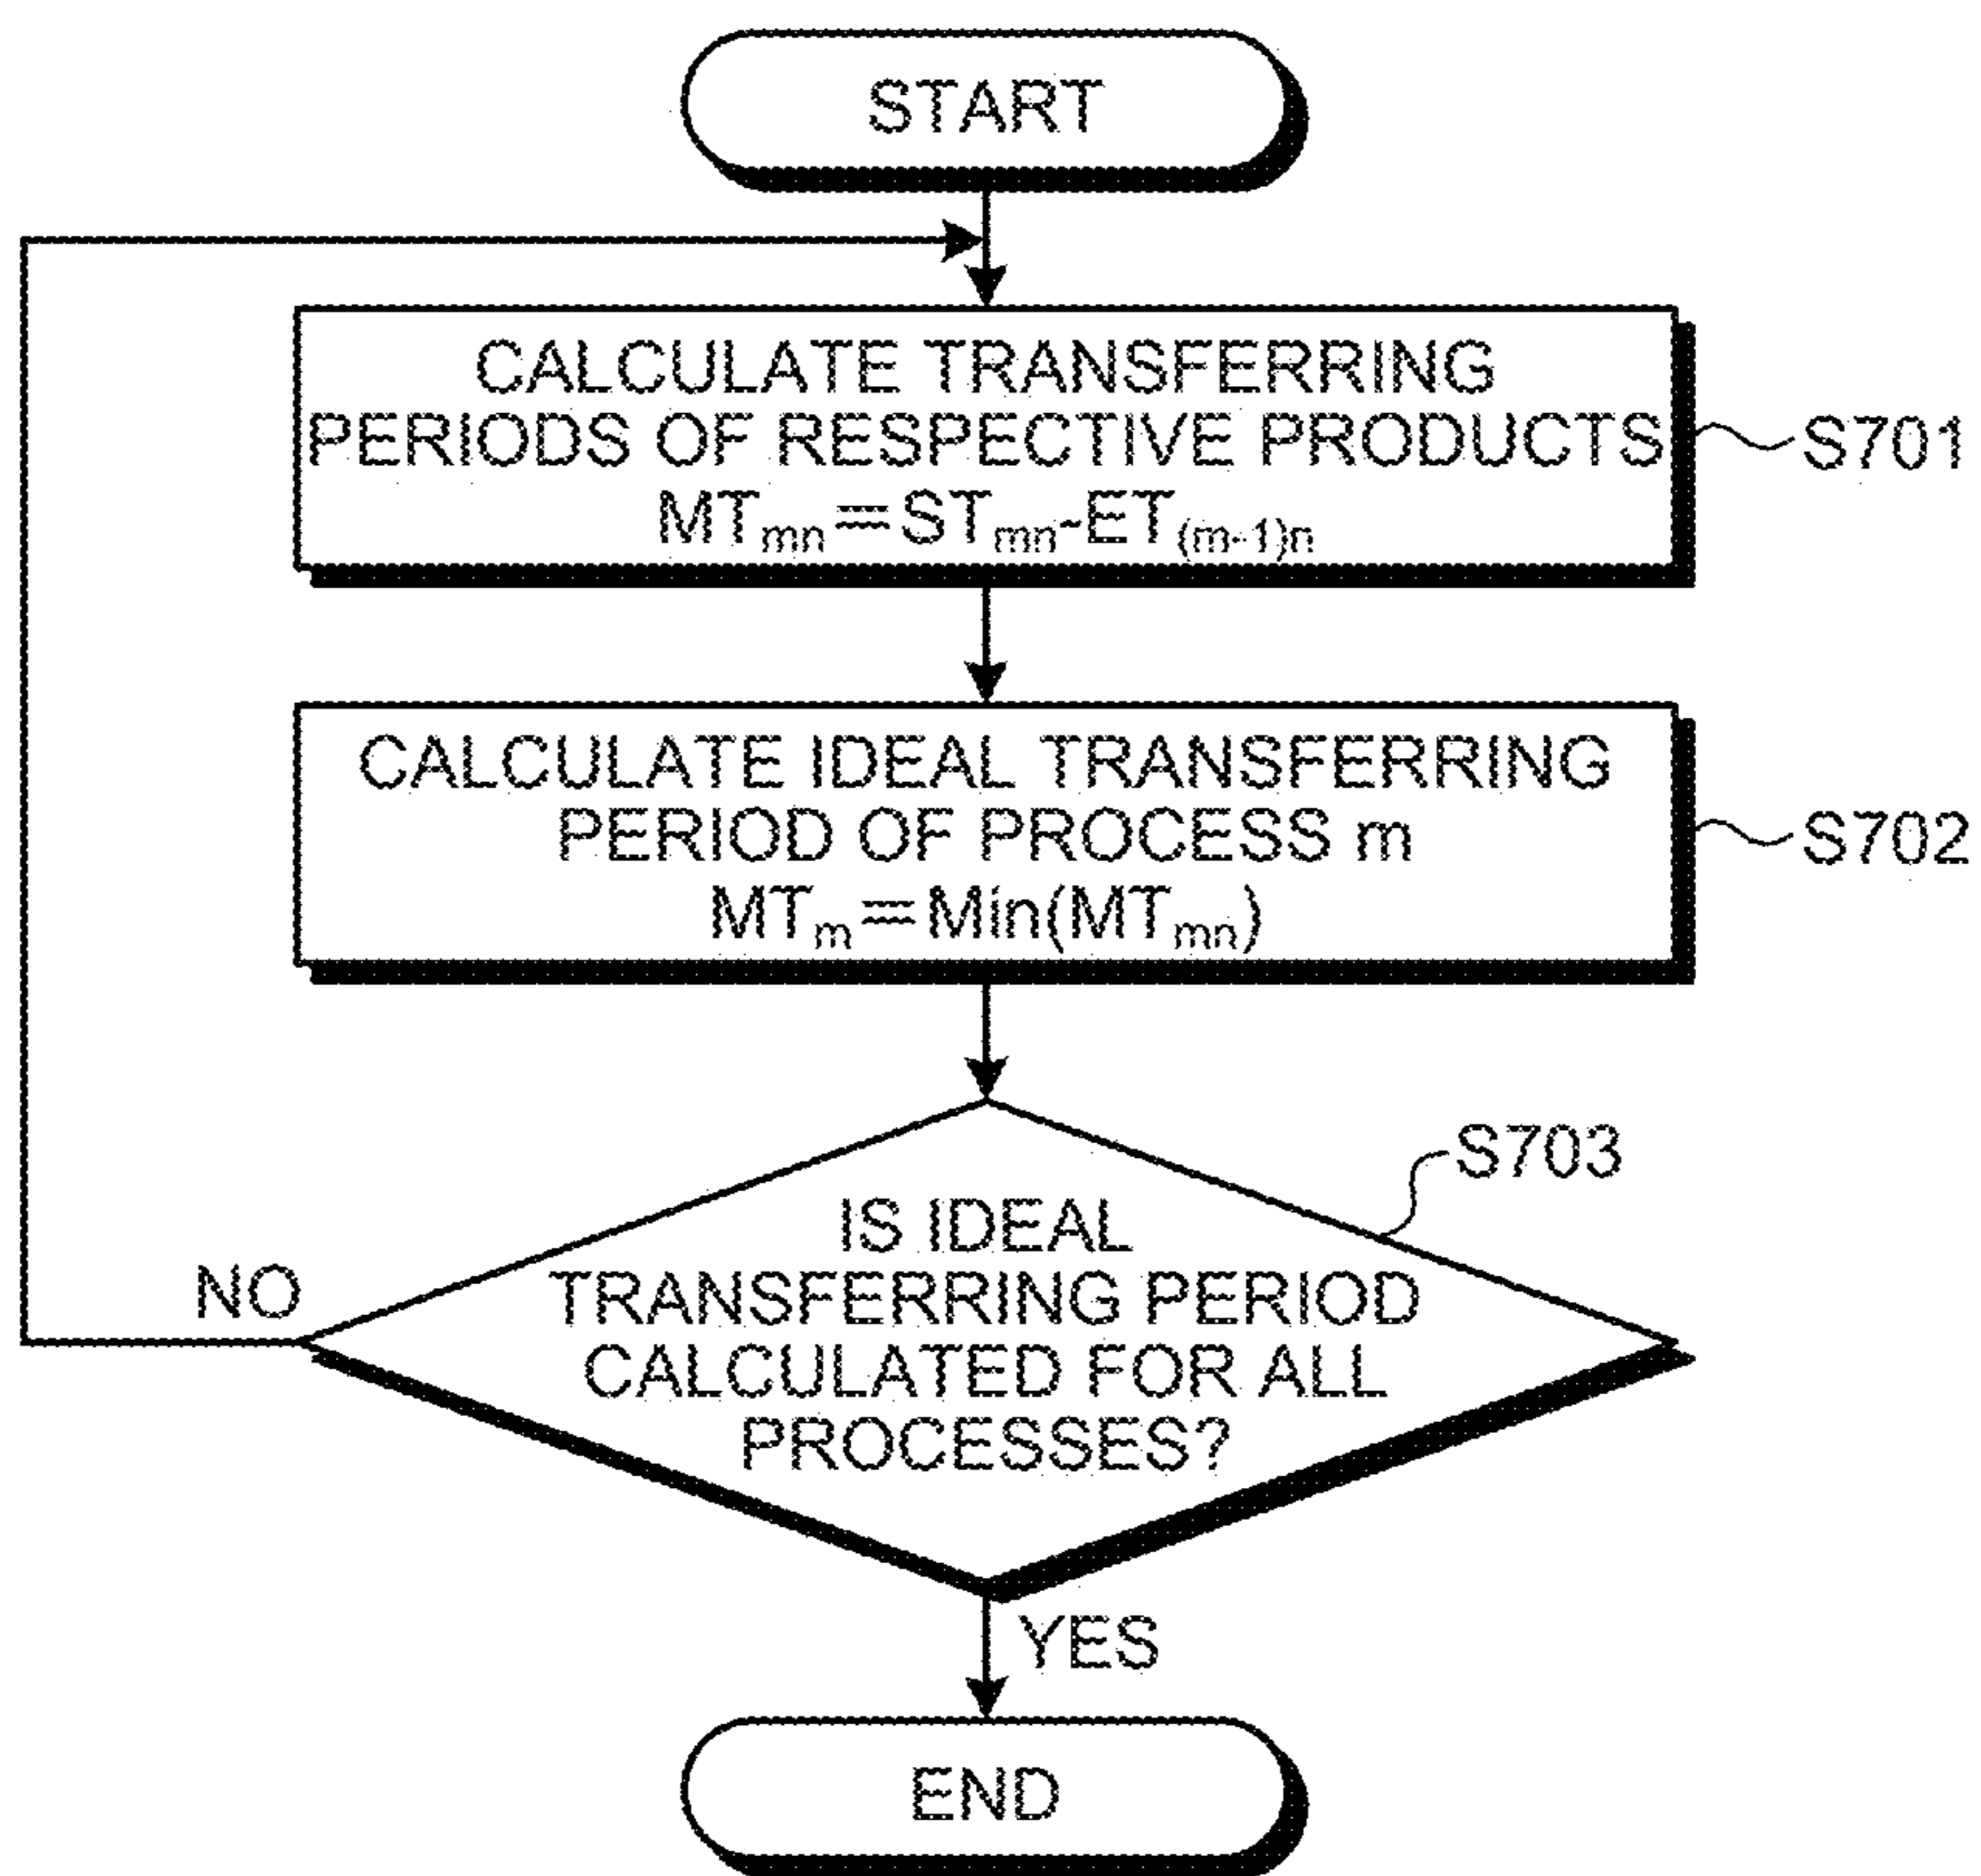 START
CALCULATE TRANSFERRING
PERIODS OF RESPECTIVE PRODUCTS
MTmn=STmn-ET(m-1)n
S701
CALCULATE IDEAL TRANSFERRING
PERIOD OF PROCESS m
MTm=Min(MTmn)
S702
S703
IS IDEAL
TRANSFERRING PERIOD
CALCULATED FOR ALL
PROCESSES?
NO
YES
END